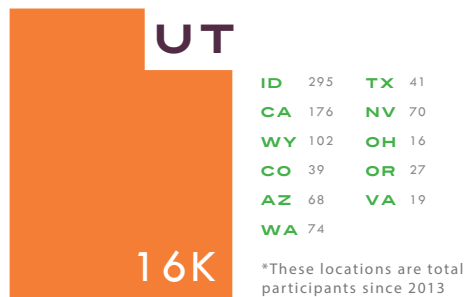 UT
16K
ID 295 TX 41
CA 176 NV 70
WY 102 OH 16
CO 39 OR 27
AZ 68 VA 19
WA 74
*These locations are total
participants since 2013